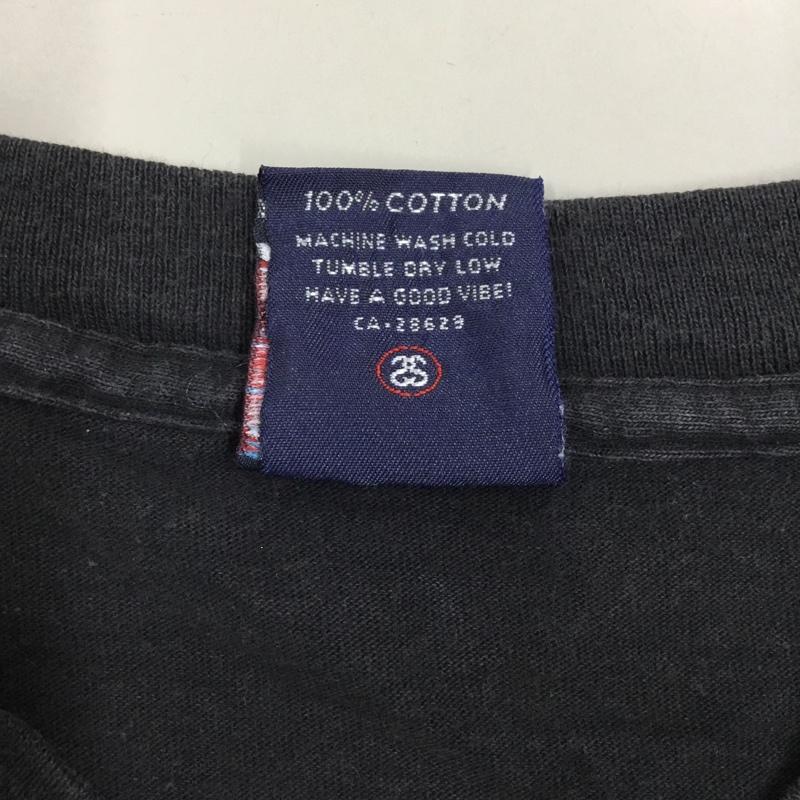 100% COTTON
MACHINE WASH COLD
TUMBLE DRY LOW
HAVE A GOOD VIBE!
CA-28629